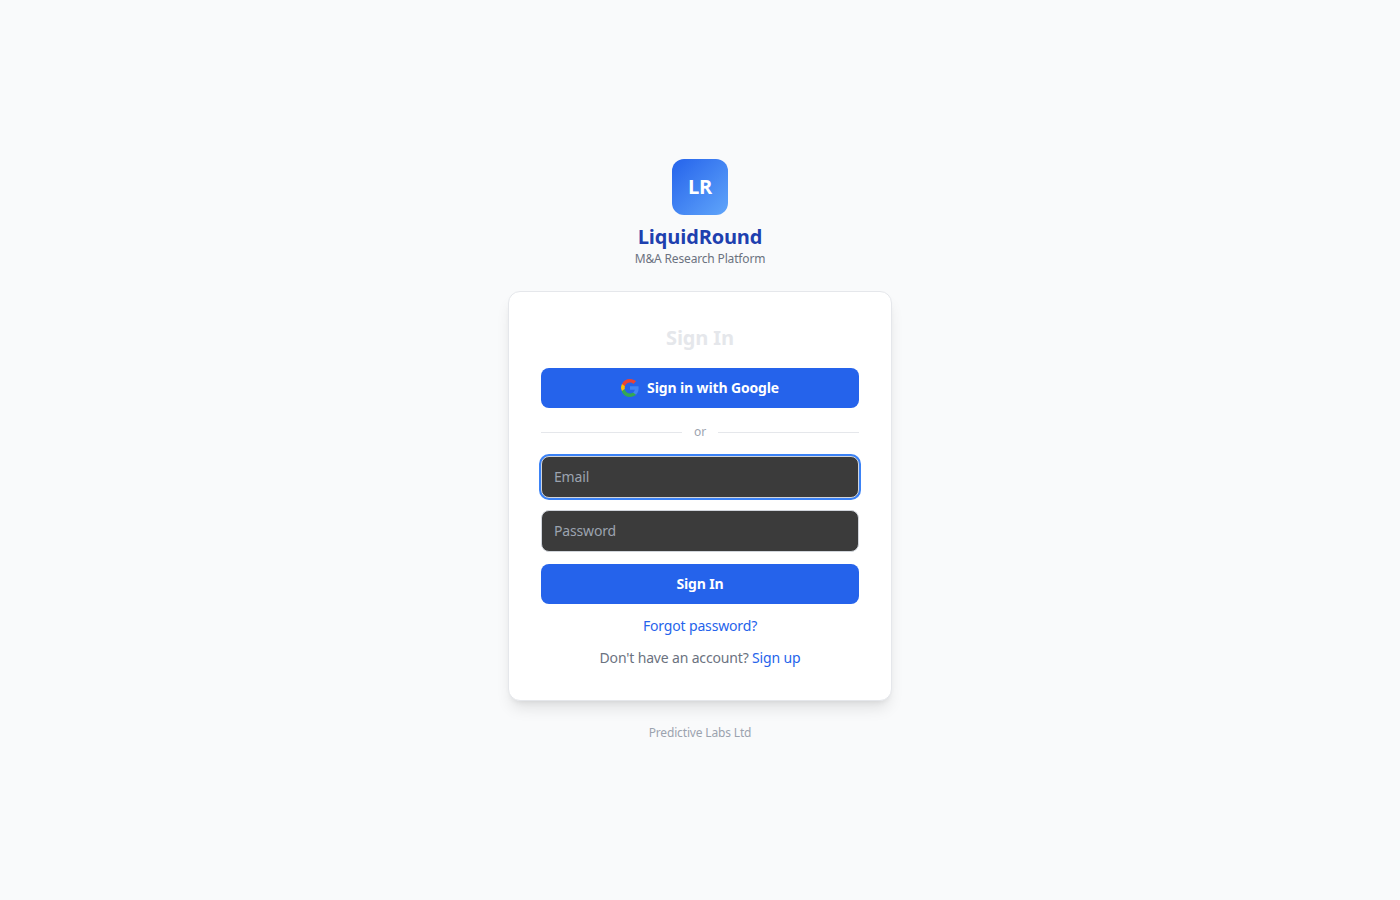 LR
LiquidRound
M&A Research Platform
Sign In
Sign in with Google
or
Email
Password
Sign In
Forgot password?
Don't have an account? Sign up
Predictive Labs Ltd